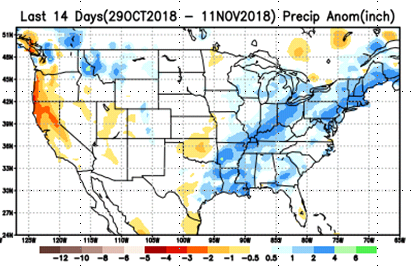 Last 14 Days(29OCT2018 – 11NOV2018) Precip Anom(inch)
51N
48N
45N
42N
39N
36N
33N
30N
27N
24N
125W 120W 115W 110W 105W 100W 95W 90W 85W 80W 75W 70W 65W
-12 -10 -8 -6 -5 -4 -3 -2 -1 -0.5 0.5 1 2 4 6